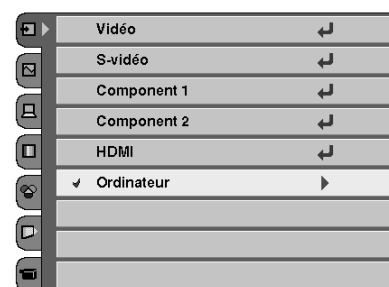 Vidéo
S-vidéo
Component 1
Component 2
HDMI
Ordinateur